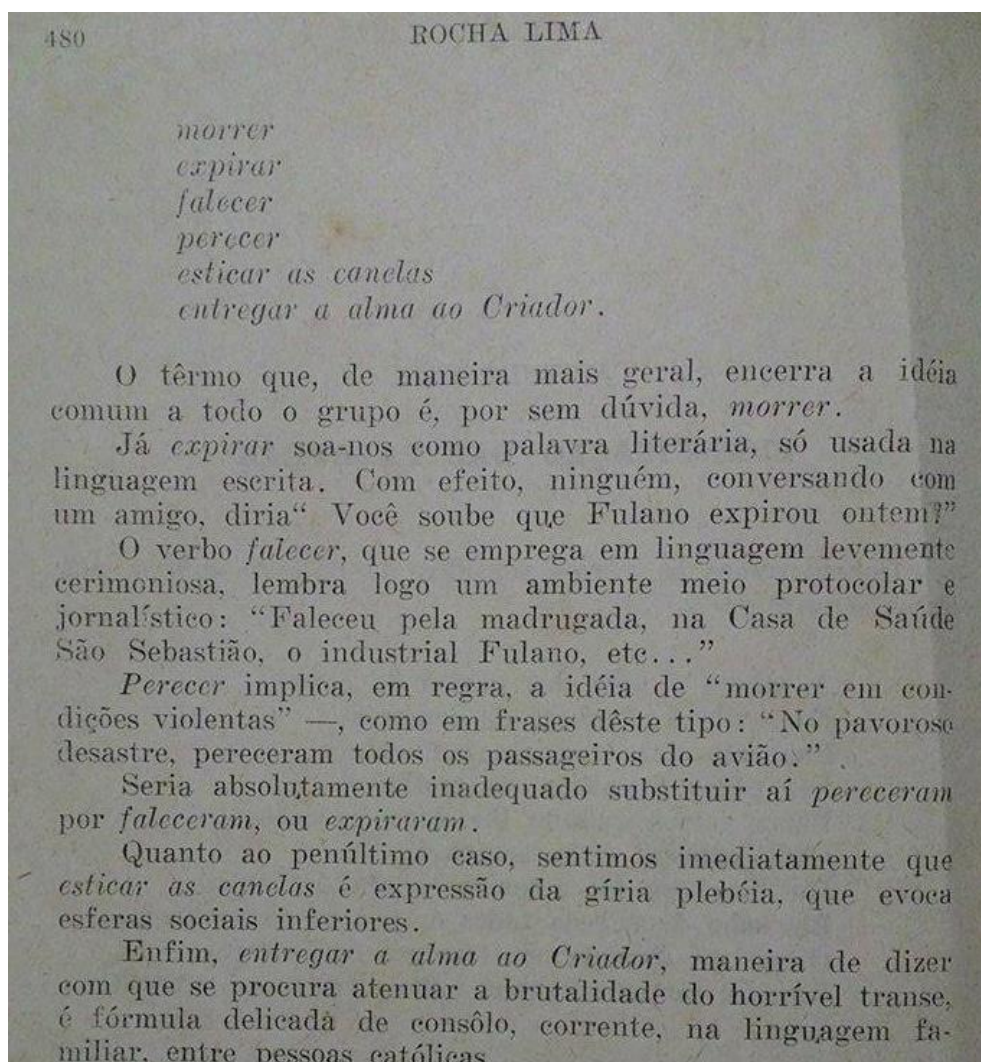 480 ROCHA LIMA
morrer
expirar
falecer
perecer
esticar as canelas
entregar a alma ao Criador.
O têrmo que, de maneira mais geral, encerra a idéia
comum a todo o grupo é, por sem dúvida, morrer.
Já expirar soa-nos como palavra literária, só usada na
linguagem escrita. Com efeito, ninguém, conversando com
um amigo, diria“ Você soube que Fulano expirou ontem?”
O verbo falecer, que se emprega em linguagem levemente
cerimoniosa, lembra logo um ambiente meio protocolar e
jornalístico: “Faleceu pela madrugada, na Casa de Saúde
São Sebastião, o industrial Fulano, etc...”
Perecer implica, em regra, a idéia de “morrer em con-
dições violentas” —, como em frases dêste tipo: “No pavoroso
desastre, pereceram todos os passageiros do avião.”
Seria absolutamente inadequado substituir aí pereceram
por faleceram, ou expiraram.
Quanto ao penúltimo caso, sentimos imediatamente que
esticar as canelas é expressão da gíria plebéia, que evoca
esferas sociais inferiores.
Enfim, entregar a alma ao Criador, maneira de dizer
com que se procura atenuar a brutalidade do horrível transe,
é fórmula delicada de consôlo, corrente, na linguagem fa-
miliar, entre pessoas católicas.